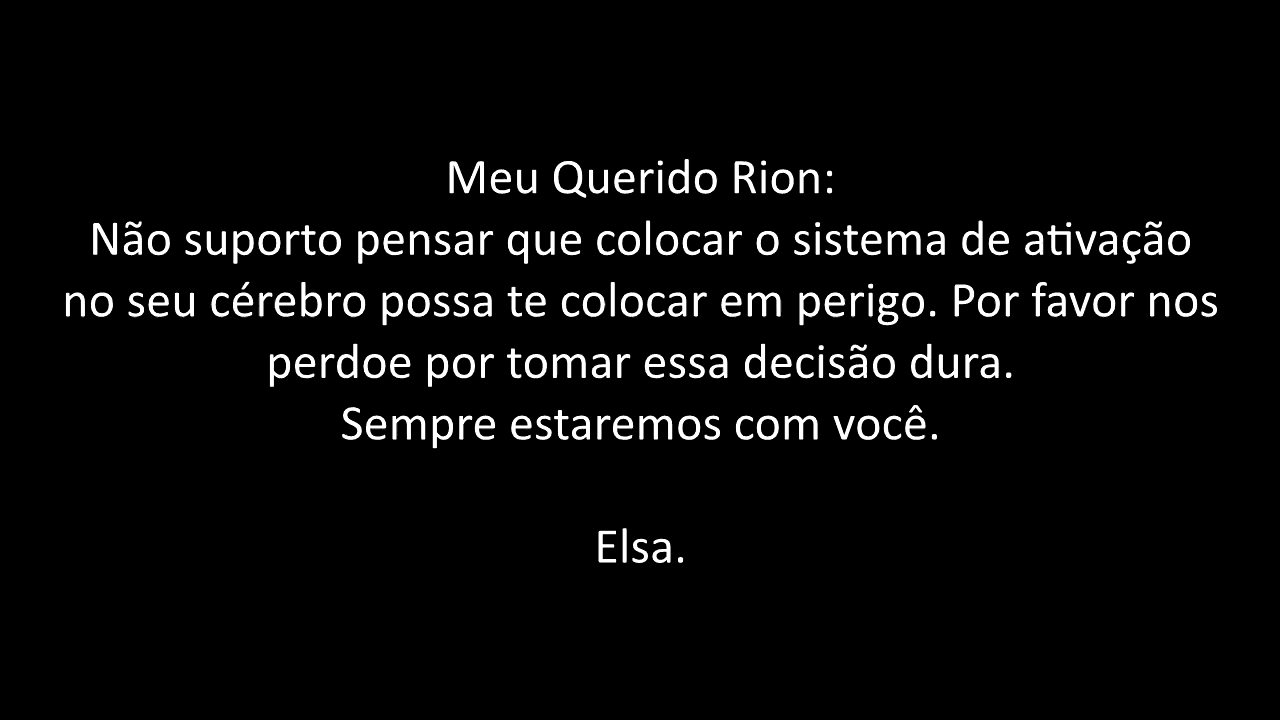 Meu Querido Rion:
Não suporto pensar que colocar o sistema de ativação
no seu cérebro possa te colocar em perigo. Por favor nos
perdoe por tomar essa decisão dura.
Sempre estaremos com você.
Elsa.